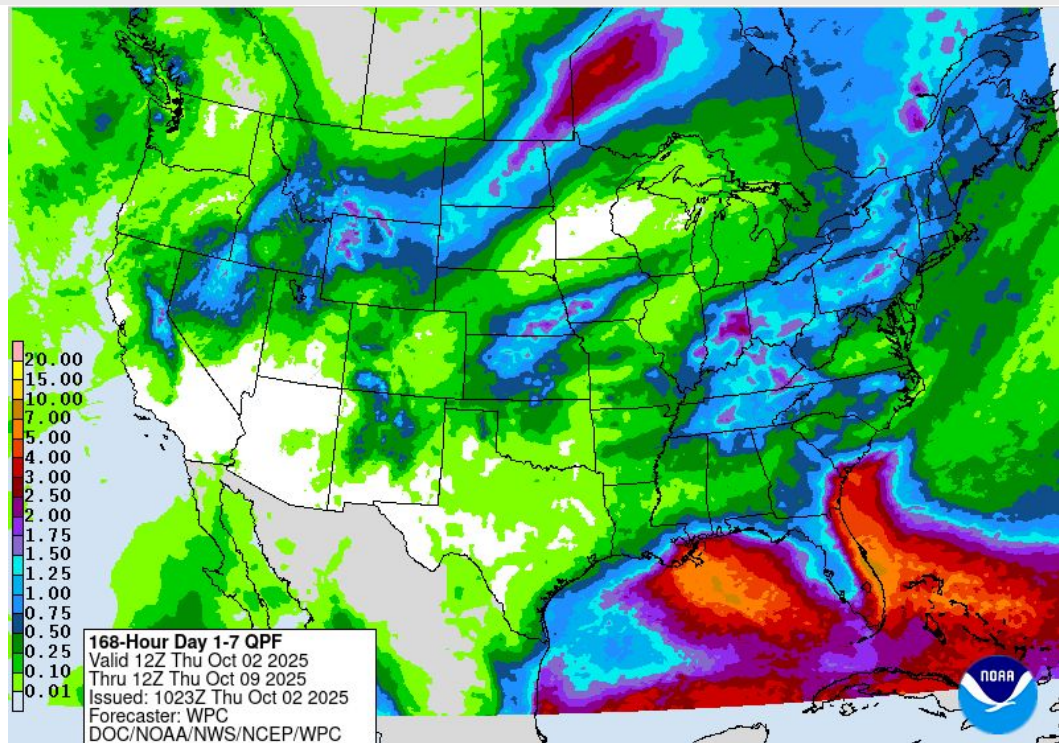 20.00
15.00
10.00
7.00
5.00
4.00
3.00
2.50
2.00
1.75
1.50
1.25
1.00
0.75
0.50
0.25
0.10
0.01
168-Hour Day 1-7 QPF
Valid 12Z Thu Oct 02 2025
Thru 12Z Thu Oct 09 2025
Issued: 1023Z Thu Oct 02 2025
Forecaster: WPC
DOC/NOAA/NWS/NCEP/WPC
NOAA